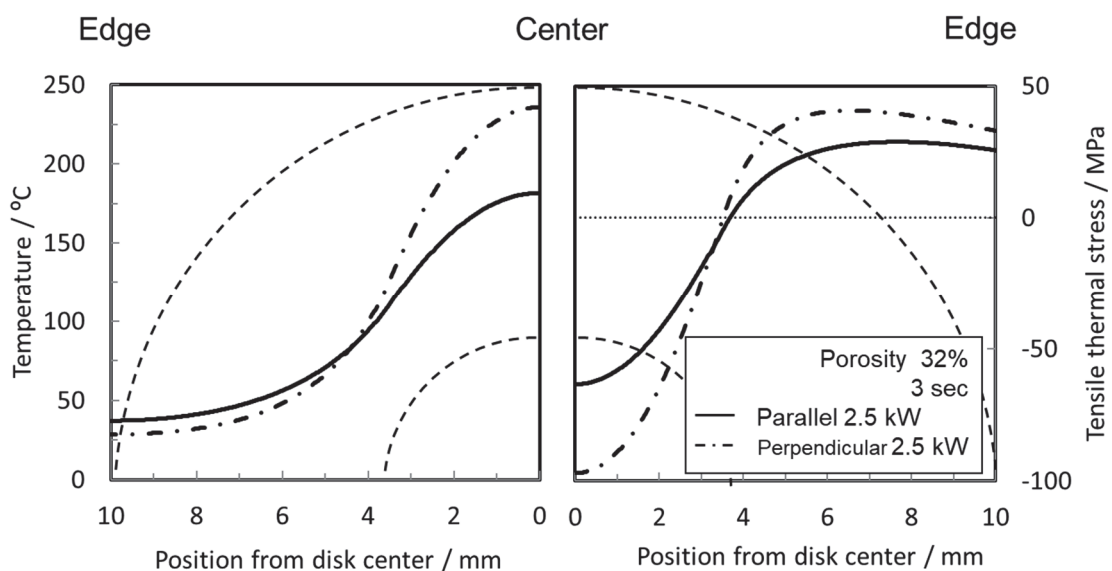 Edge
Center
Edge
250
200
150
100
50
0
Temperature / ⁰C
10
8
6
4
2
0
Position from disk center / mm
50
0
-50
-100
Tensile thermal stress / MPa
Porosity 32%
3 sec
Parallel 2.5 kW
Perpendicular 2.5 kW
0
2
4
6
8
10
Position from disk center / mm